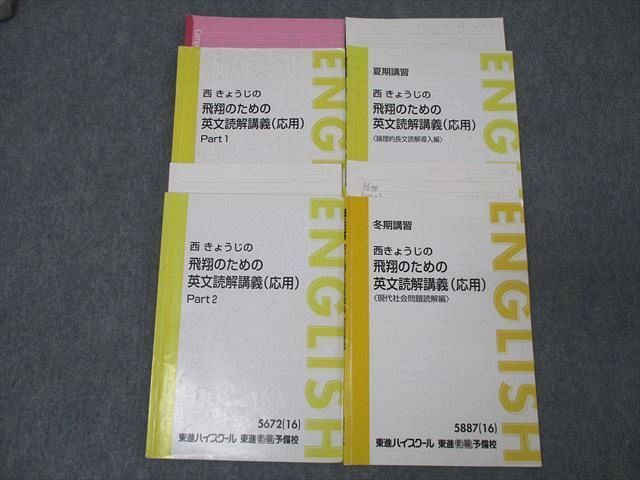 Camp
西 きょうじの
飛翔のための
英文読解講義(応用)
Part 1
ENGLISH
夏期講習
西 きょうじの
飛翔のための
英文読解講義(応用)
〈論理的長文読解導入編〉
ENGLISH
西 きょうじの
飛翔のための
英文読解講義(応用)
Part 2
ENGLISH
5672(16)
東進ハイスクール 東進衛星予備校
冬期講習
西きょうじの
飛翔のための
英文読解講義(応用)
〈現代社会問題読解編〉
ENGLISH
5887(16)
東進ハイスクール 東進衛星予備校